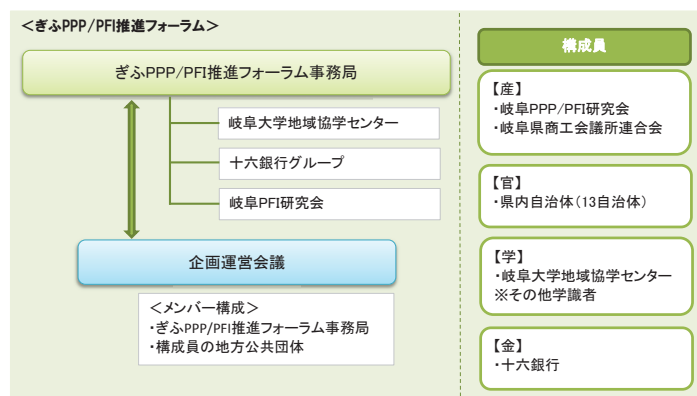 ＜ぎふPPP/PFI推進フォーラム＞
ぎふPPP/PFI推進フォーラム事務局
岐阜大学地域協学センター
十六銀行グループ
岐阜PFI研究会
企画運営会議
＜メンバー構成＞
・ぎふPPP/PFI推進フォーラム事務局
・構成員の地方公共団体
構成員
【産】
・岐阜PPP/PFI研究会
・岐阜県商工会議所連合会
【官】
・県内自治体（13自治体）
【学】
・岐阜大学地域協学センター
※その他学識者
【金】
・十六銀行